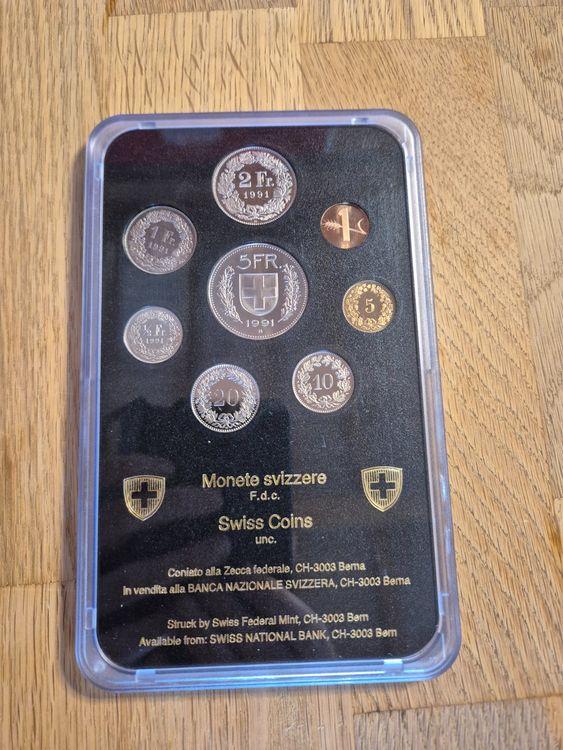 2 Fr.
1991
1 Fr.
1991
1
5 FR.
1991
B
5
½ Fr.
1991
20
10
Monete svizzere
F.d.c.
Swiss Coins
unc.
Coniato alla Zecca federale, CH-3003 Berna
In vendita alla BANCA NAZIONALE SVIZZERA, CH-3003 Berna
Struck by Swiss Federal Mint, CH-3003 Bern
Available from: SWISS NATIONAL BANK, CH-3003 Bern